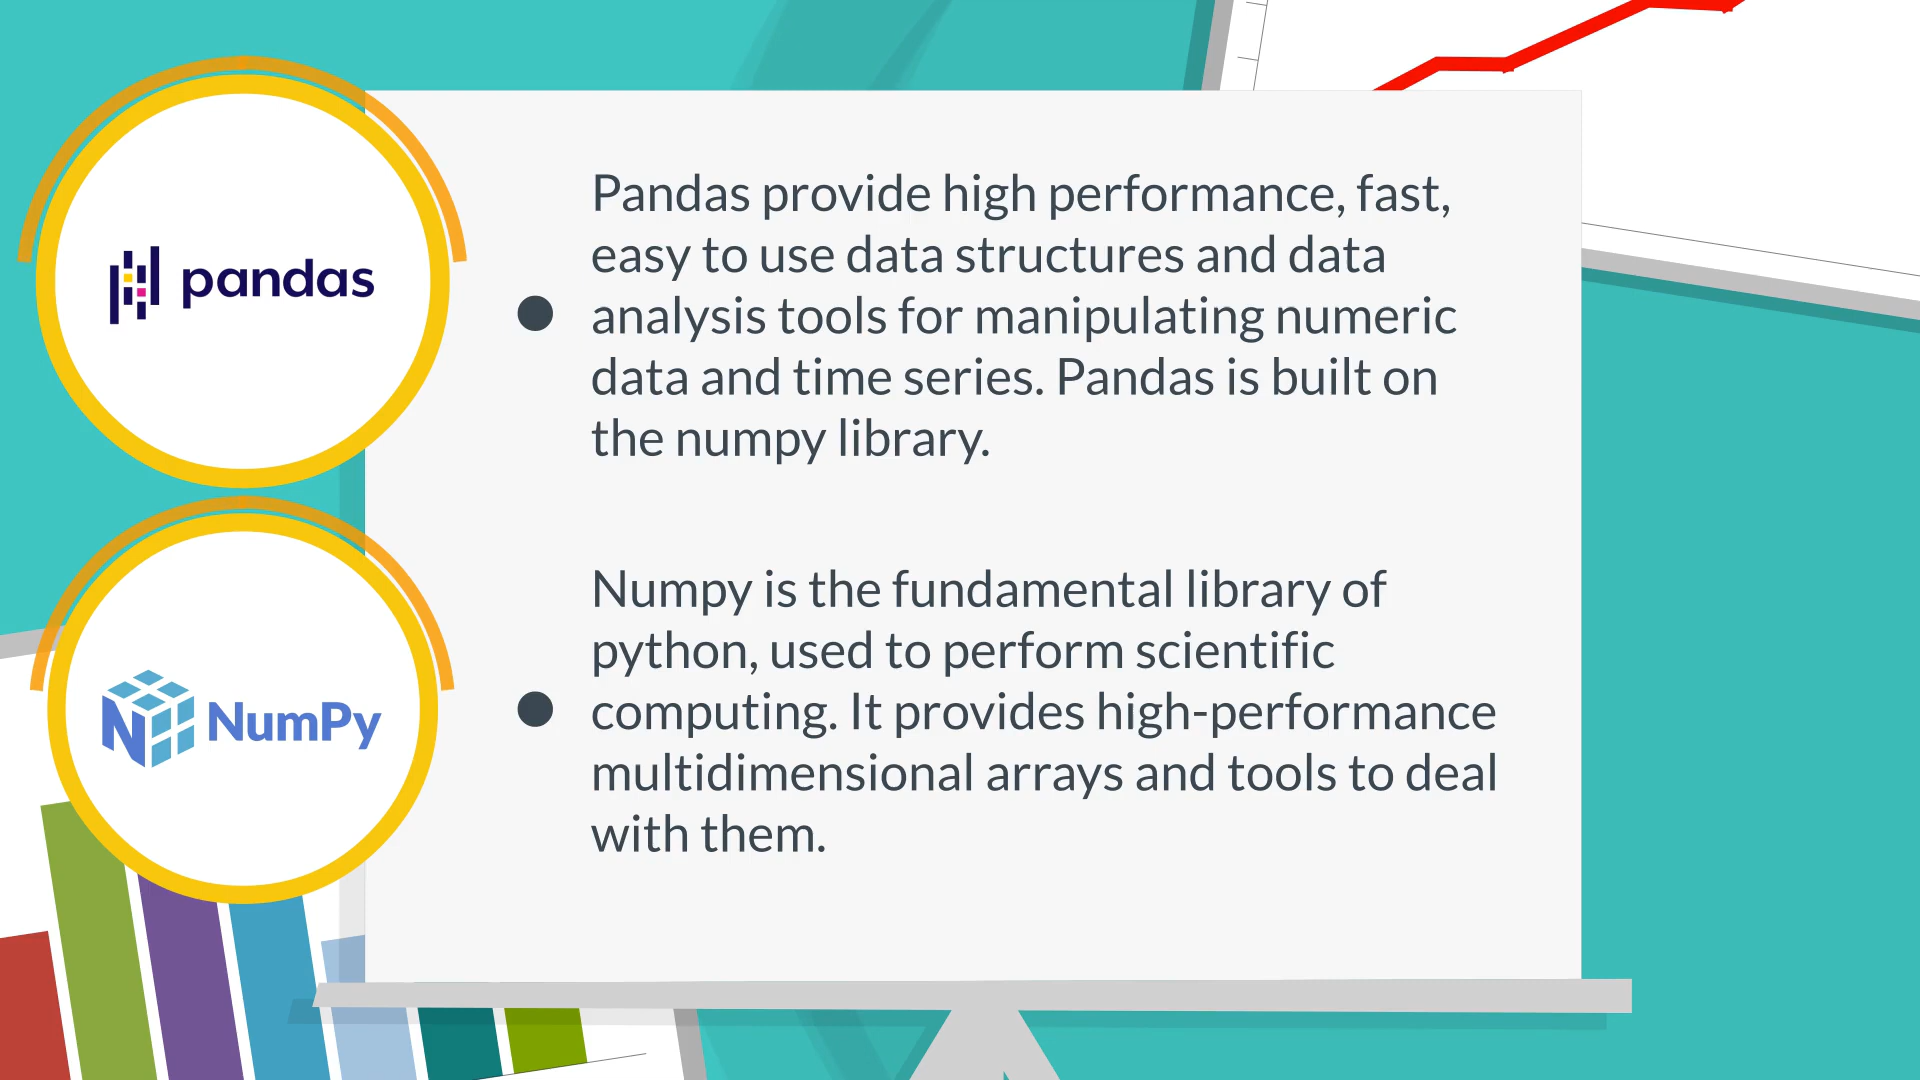 pandas
Pandas provide high performance, fast,
easy to use data structures and data
analysis tools for manipulating numeric
data and time series. Pandas is built on
the numpy library.
NumPy
Numpy is the fundamental library of
python, used to perform scientific
computing. It provides high-performance
multidimensional arrays and tools to deal
with them.